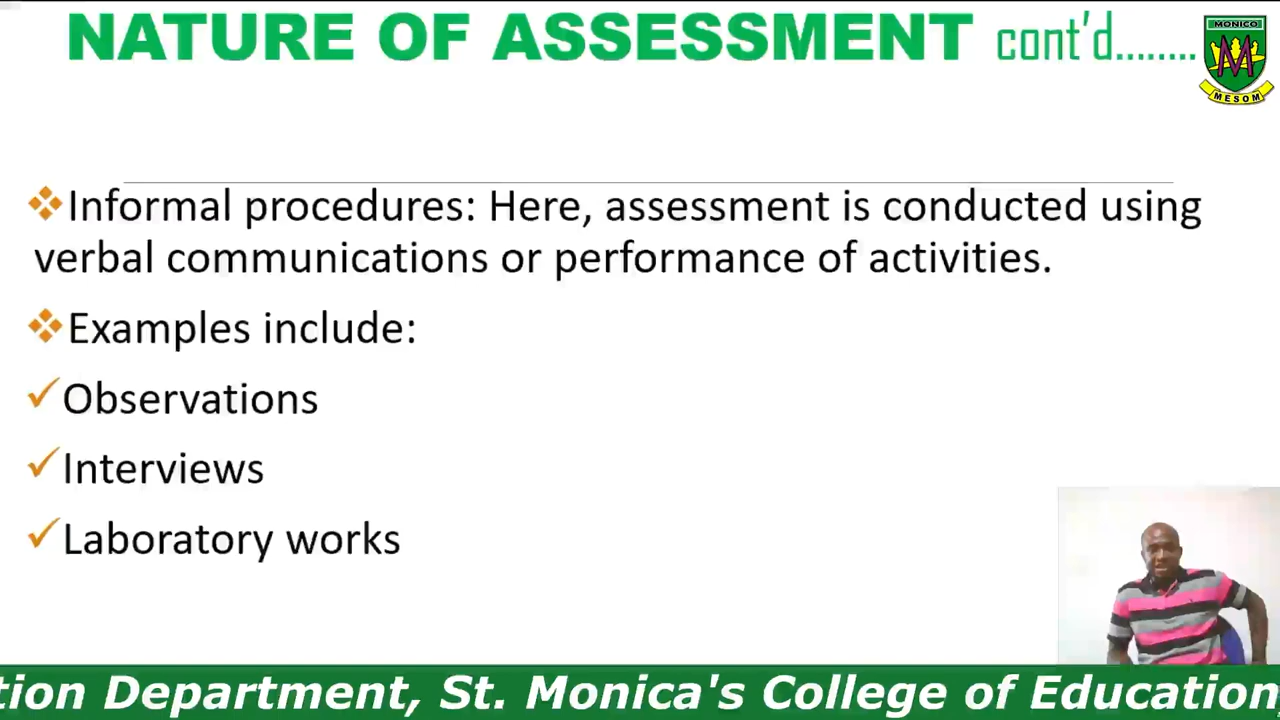 NATURE OF ASSESSMENT cont'd........
MONICO
M
MESOM
❖Informal procedures: Here, assessment is conducted using
verbal communications or performance of activities.
❖Examples include:
✓Observations
✓Interviews
✓Laboratory works
tion Department, St. Monica's College of Education,